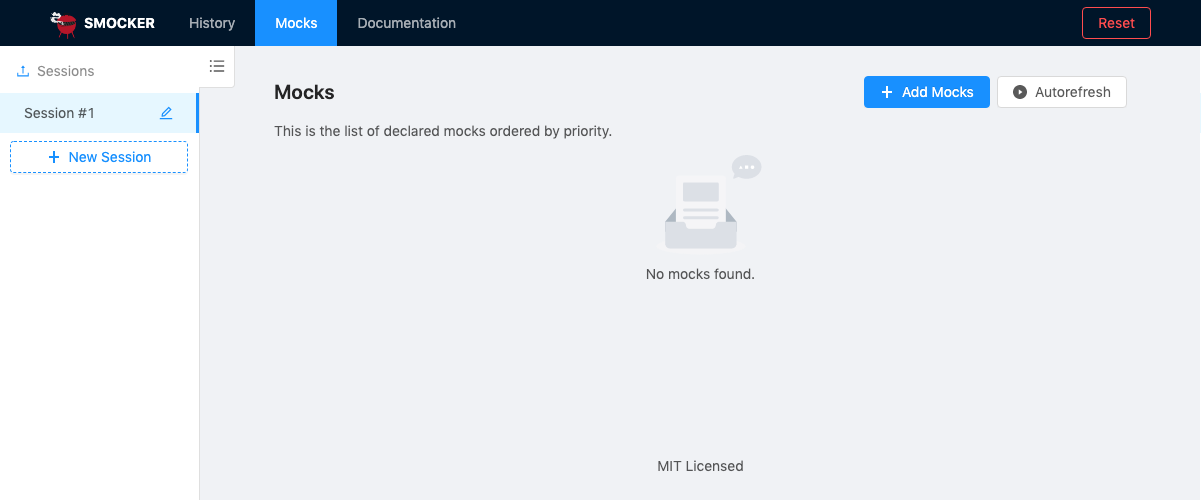 SMOCKER History Mocks Documentation Reset
Sessions
Session #1
New Session
Mocks
Add Mocks Autorefresh
This is the list of declared mocks ordered by priority.
No mocks found.
MIT Licensed